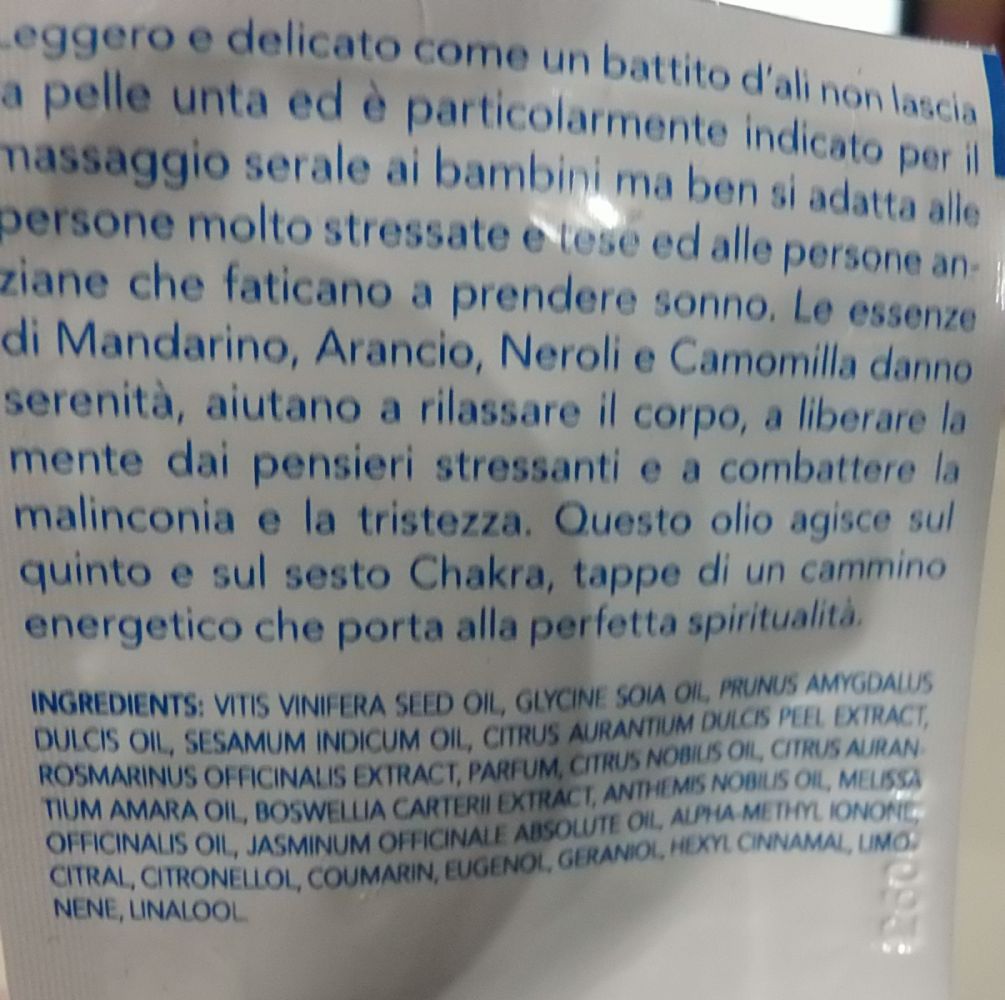 Leggero e delicato come un battito d'ali non lascia
a pelle unta ed è particolarmente indicato per il
massaggio serale ai bambini ma ben si adatta alle
persone molto stressate e tese ed alle persone an-
ziane che faticano a prendere sonno. Le essenze
di Mandarino, Arancio, Neroli e Camomilla danno
serenità, aiutano a rilassare il corpo, a liberare la
mente dai pensieri stressanti e a combattere la
malinconia e la tristezza. Questo olio agisce sul
quinto e sul sesto Chakra, tappe di un cammino
energetico che porta alla perfetta spiritualità.
INGREDIENTS: VITIS VINIFERA SEED OIL, GLYCINE SOIA OIL, PRUNUS AMYGDALUS
DULCIS OIL, SESAMUM INDICUM OIL, CITRUS AURANTIUM DULCIS PEEL EXTRACT,
ROSMARINUS OFFICINALIS EXTRACT, PARFUM, CITRUS NOBILIS OIL, CITRUS AURAN-
TIUM AMARA OIL, BOSWELLIA CARTERII EXTRACT, ANTHEMIS NOBILIS OIL, MELISSA
OFFICINALIS OIL, JASMINUM OFFICINALE ABSOLUTE OIL, ALPHA-METHYL IONONE,
CITRAL, CITRONELLOL, COUMARIN, EUGENOL, GERANIOL, HEXYL CINNAMAL, LIMO-
NENE, LINALOOL.